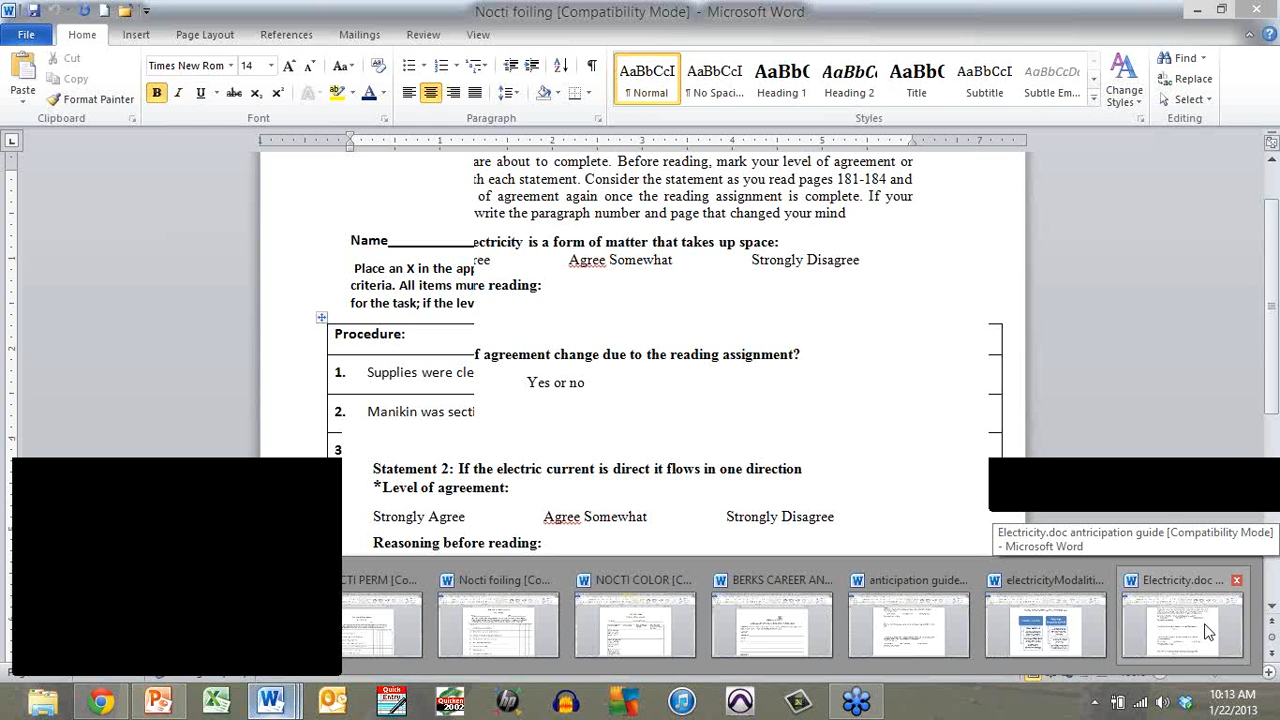 Nocti foiling [Compatibility Mode] - Microsoft Word
File Home Insert Page Layout References Mailings Review View
Paste
Cut
Copy
Format Painter
Clipboard
Times New Rom 14
Font
Paragraph
AaBbCcI AaBbCcI AaBbC AaBbCc AaBbC AaBbCcI AaBbCcDc
¶ Normal ¶ No Spaci... Heading 1 Heading 2 Title Subtitle Subtle Em...
Change
Styles
Styles
Find
Replace
Select
Editing
are about to complete. Before reading, mark your level of agreement or
th each statement. Consider the statement as you read pages 181-184 and
of agreement again once the reading assignment is complete. If your
write the paragraph number and page that changed your mind
Name
ectricity is a form of matter that takes up space:
ree Agree Somewhat Strongly Disagree
Place an X in the app
criteria. All items mu
re reading:
for the task; if the lev
Procedure:
f agreement change due to the reading assignment?
1. Supplies were cle
Yes or no
2. Manikin was secti
3
Statement 2: If the electric current is direct it flows in one direction
*Level of agreement:
Strongly Agree Agree Somewhat Strongly Disagree
Reasoning before reading:
Electricity.doc antricipation guide [Compatibility Mode]
- Microsoft Word
CTI PERM [Co... Nocti foiling [Co... NOCTI COLOR [C... BERKS CAREER AN... anticipation guide... electricityModaliti... Electricity.doc ...
Quick
Entry
Quicken
2002
10:13 AM
1/22/2013